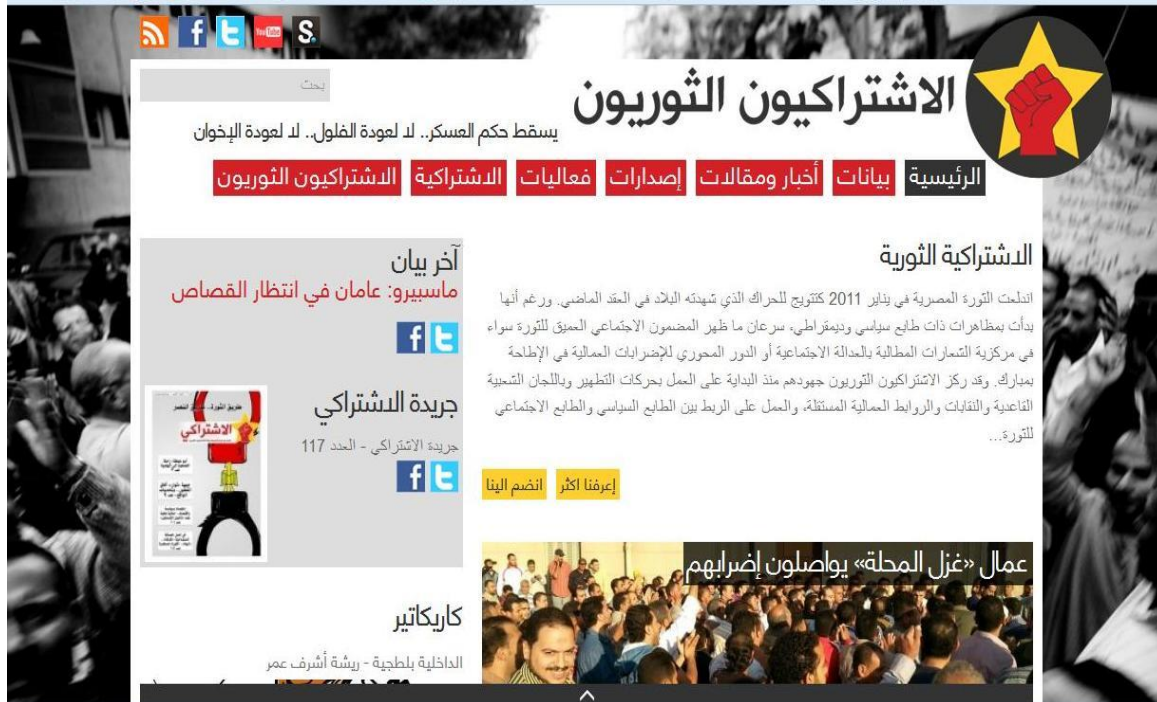 الاشتراكيون الثوريون
بحث
يسقط حكم العسكر.. لا لعودة الفلول.. لا لعودة الإخوان
الرئيسية
بيانات
أخبار ومقالات
إصدارات
فعاليات
الاشتراكية
الاشتراكيون الثوريون
الاشتراكية الثورية
اندلعت الثورة المصرية في يناير 2011 كتتويج للحراك الذي شهدته البلاد في العقد الماضي. ورغم أنها
بدأت بمظاهرات ذات طابع سياسي وديمقراطي، سرعان ما ظهر المضمون الاجتماعي العميق للثورة سواء
في مركزية الشعارات المطالبة بالعدالة الاجتماعية أو الدور المحوري للإضرابات العمالية في الإطاحة
بمبارك. وقد ركز الاشتراكيون الثوريون جهودهم منذ البداية على العمل بحركات التطهير وباللجان الشعبية
القاعدية والنقابات والروابط العمالية المستقلة، والعمل على الربط بين الطابع السياسي والطابع الاجتماعي
للثورة...
إعرفنا اكثر
انضم الينا
عمال «غزل المحلة» يواصلون إضرابهم
آخر بيان
ماسبيرو: عامان في انتظار القصاص
جريدة الاشتراكي
جريدة الاشتراكي - العدد 117
الاشتراكي
كاريكاتير
الداخلية بلطجية - ريشة أشرف عمر